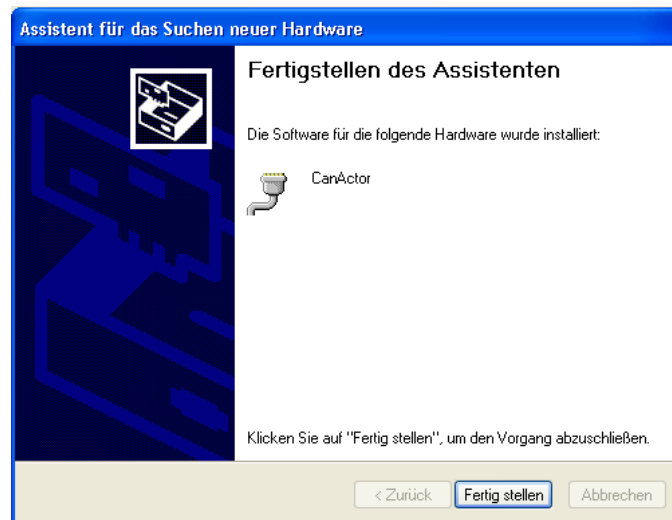 Assistent für das Suchen neuer Hardware
Fertigstellen des Assistenten
Die Software für die folgende Hardware wurde installiert:
CanActor
Klicken Sie auf "Fertig stellen", um den Vorgang abzuschließen.
< Zurück Fertig stellen Abbrechen